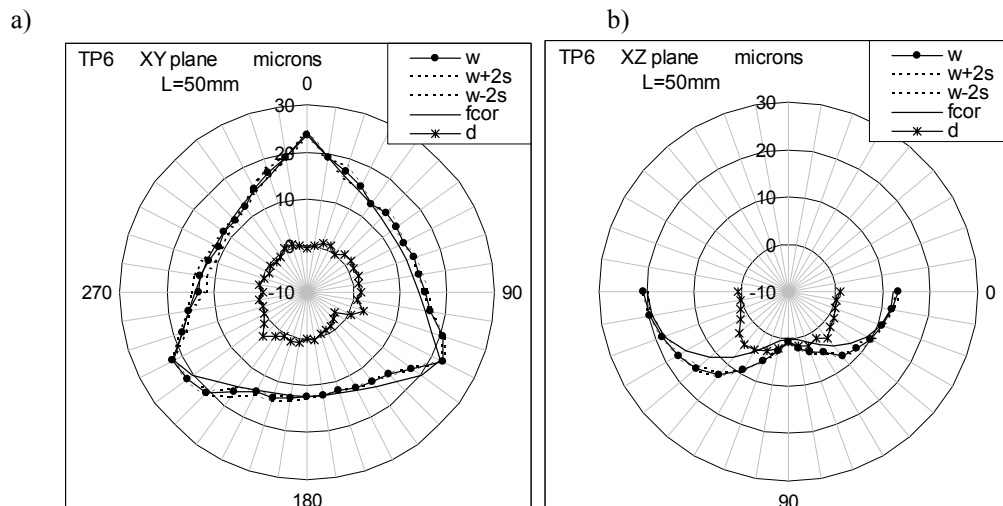 a)
b)
TP6 XY plane microns
L=50mm
0
30
20
10
0
-10
90
180
270
w
w+2s
w-2s
fcor
d
TP6 XZ plane microns
L=50mm
30
20
10
0
-10
0
90
w
w+2s
w-2s
fcor
d